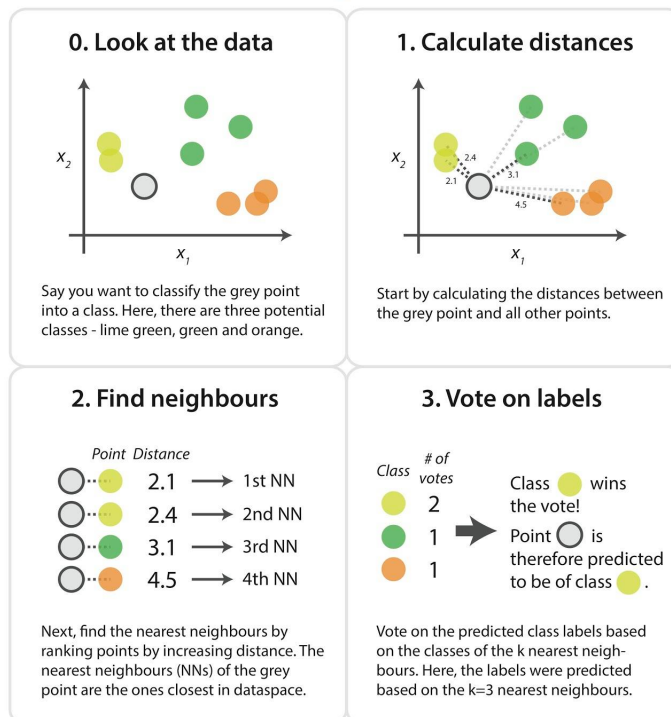 0. Look at the data
x2
x1
Say you want to classify the grey point
into a class. Here, there are three potential
classes - lime green, green and orange.
1. Calculate distances
x2
2.4
2.1
3.1
4.5
x1
Start by calculating the distances between
the grey point and all other points.
2. Find neighbours
Point Distance
2.1 1st NN
2.4 2nd NN
3.1 3rd NN
4.5 4th NN
Next, find the nearest neighbours by
ranking points by increasing distance. The
nearest neighbours (NNs) of the grey
point are the ones closest in dataspace.
3. Vote on labels
Class # of
votes
2
1
1
Class wins
the vote!
Point is
therefore predicted
to be of class .
Vote on the predicted class labels based
on the classes of the k nearest neigh-
bours. Here, the labels were predicted
based on the k=3 nearest neighbours.